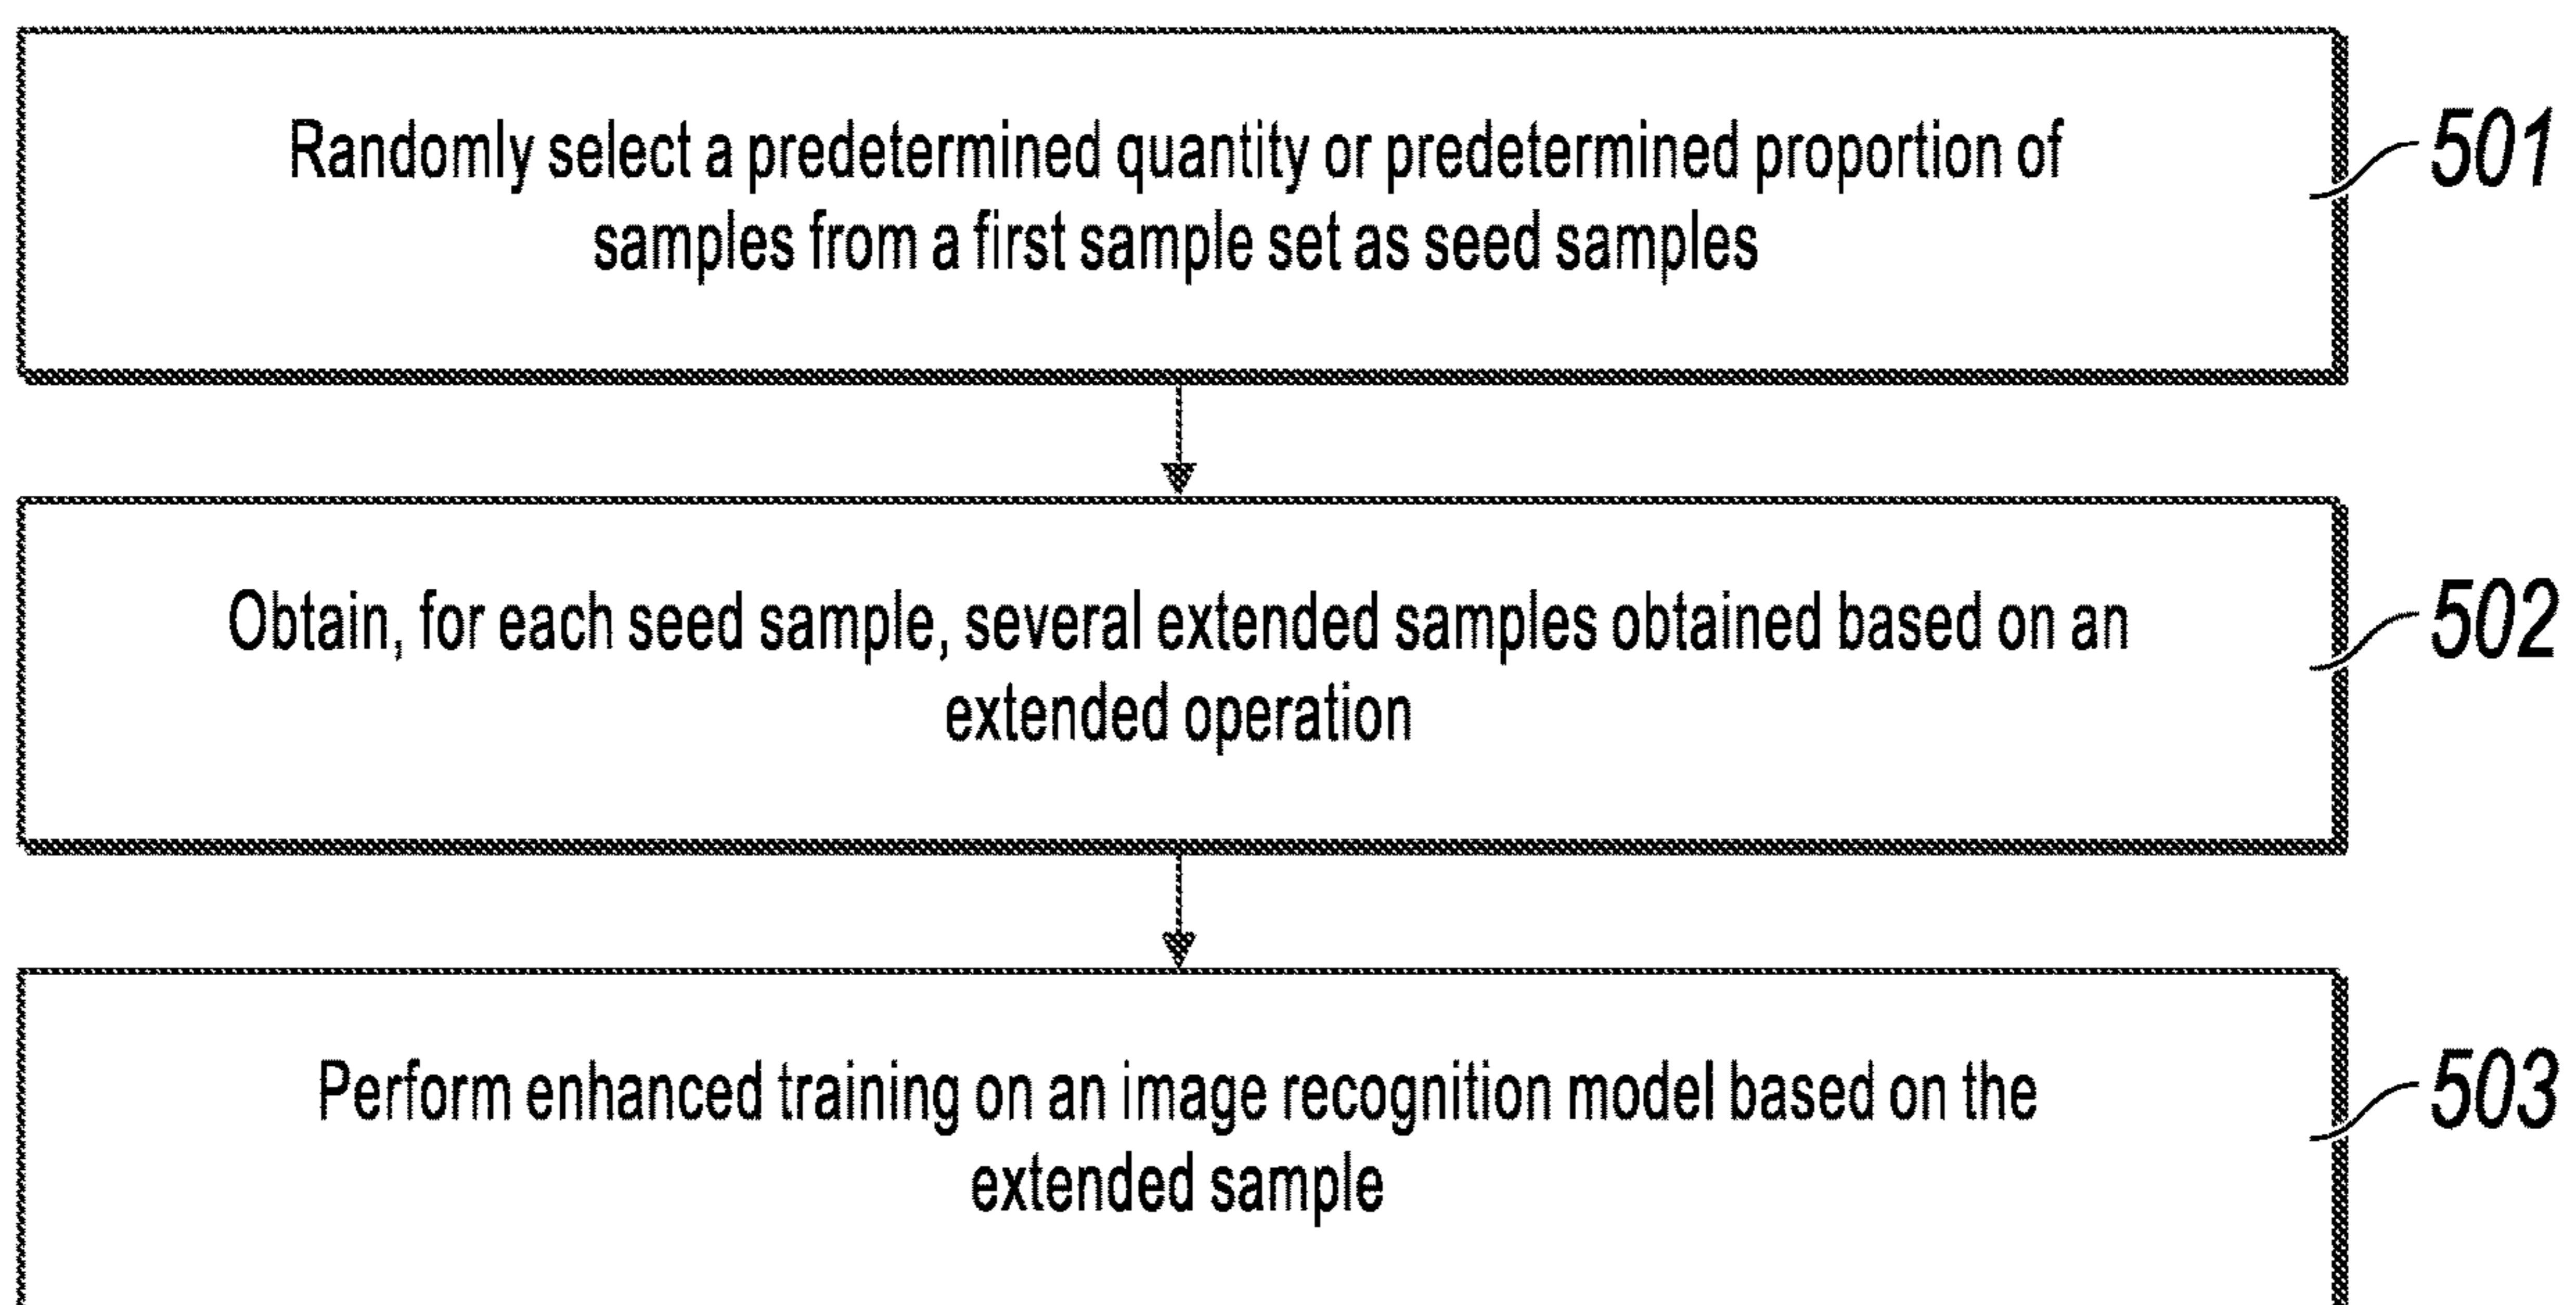 Randomly select a predetermined quantity or predetermined proportion of
samples from a first sample set as seed samples
501
Obtain, for each seed sample, several extended samples obtained based on an
extended operation
502
Perform enhanced training on an image recognition model based on the
extended sample
503